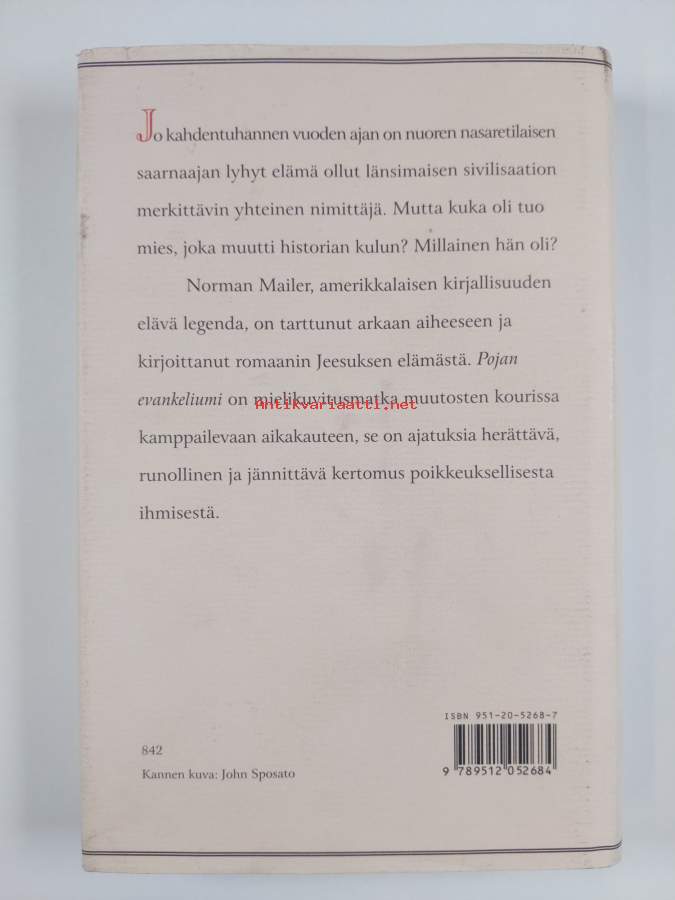 Jo kahdentuhannen vuoden ajan on nuoren nasaretilaisen
saarnaajan lyhyt elämä ollut länsimaisen sivilisaation
merkittävin yhteinen nimittäjä. Mutta kuka oli tuo
mies, joka muutti historian kulun? Millainen hän oli?
Norman Mailer, amerikkalaisen kirjallisuuden
elävä legenda, on tarttunut arkaan aiheeseen ja
kirjoittanut romaanin Jeesuksen elämästä. Pojan
evankeliumi on mielikuvitusmatka muutosten kourissa
Antikvariaatti.net
kamppailevaan aikakauteen, se on ajatuksia herättävä,
runollinen ja jännittävä kertomus poikkeuksellisesta
ihmisestä.
ISBN 951-20-5268-7
9 789512 052684
842
Kannen kuva: John Sposato